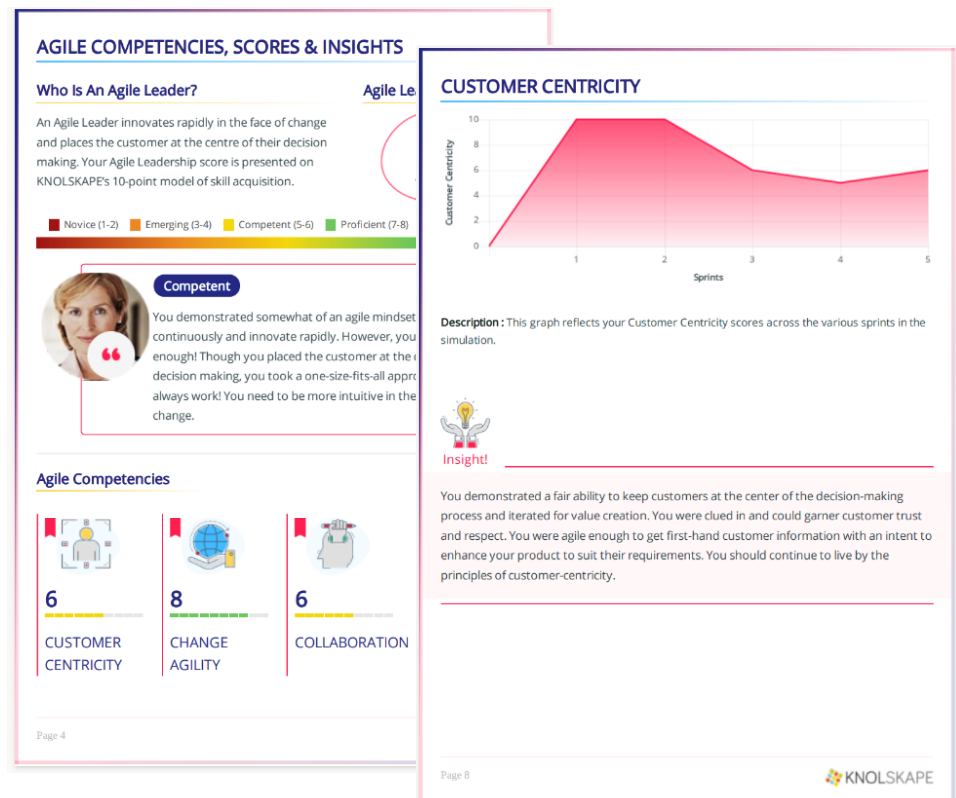 AGILE COMPETENCIES, SCORES & INSIGHTS
Who Is An Agile Leader?
Agile
An Agile Leader innovates rapidly in the face of change
and places the customer at the centre of their decision
making. Your Agile Leadership score is presented on
KNOLSKAPE's 10-point model of skill acquisition.
Novice (1-2) Emerging (3-4) Competent (5-6) Proficient (7-8)
Competent
You demonstrated somewhat of an agile mindset
continuously and innovate rapidly. However, you
enough! Though you placed the customer at the
decision making, you took a one-size-fits-all
always work! You need to be more intuitive in the
change.
Agile Competencies
6
CUSTOMER
CENTRICITY
8
CHANGE
AGILITY
6
COLLABORATION
Page 4
CUSTOMER CENTRICITY
Customer Centricity
10
8
6
4
2
0
1 2 3 4 5
Sprints
Description : This graph reflects your Customer Centricity scores across the various sprints in the
simulation.
Insight!
You demonstrated a fair ability to keep customers at the center of the decision-making
process and iterated for value creation. You were clued in and could garner customer trust
and respect. You were agile enough to get first-hand customer information with an intent to
enhance your product to suit their requirements. You should continue to live by the
principles of customer-centricity.
Page 8
KNOLSKAPE